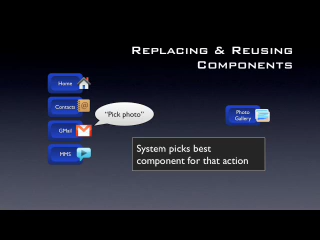 Replacing & Reusing
Components
Home
Contacts
GMail
MMS
"Pick photo"
Photo
Gallery
System picks best
component for that action